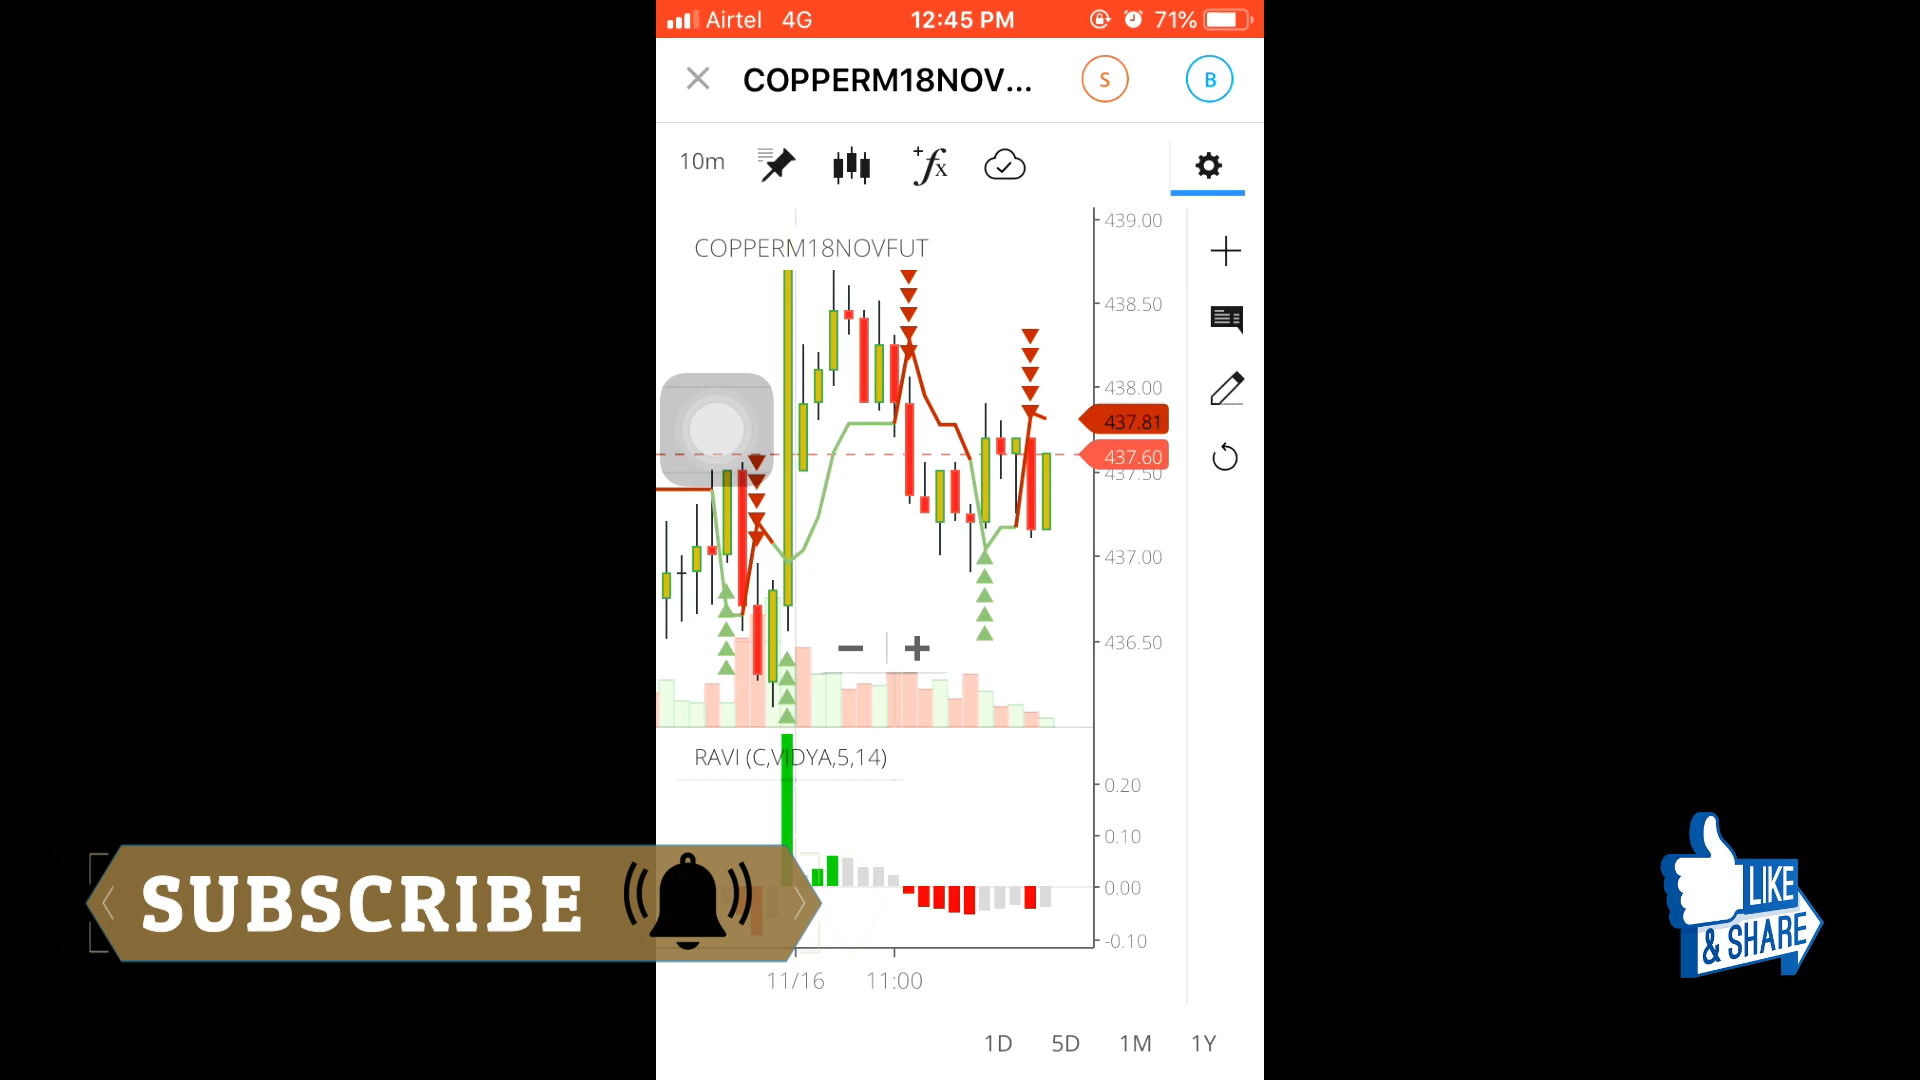 Airtel 4G 12:45 PM 71%
COPPERM18NOV... S B
10m +fx
COPPERM18NOVFUT
439.00
438.50
438.00
437.81
437.60
437.50
437.00
436.50
RAVI (C,VIDYA,5,14)
0.20
0.10
0.00
-0.10
11/16 11:00
1D 5D 1M 1Y
SUBSCRIBE
LIKE
& SHARE